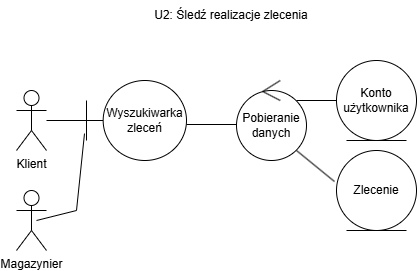 U2: Śledź realizacje zlecenia
Wyszukiwarka
zleceń
Pobieranie
danych
Konto
użytkownika
Klient
Zlecenie
Magazynier